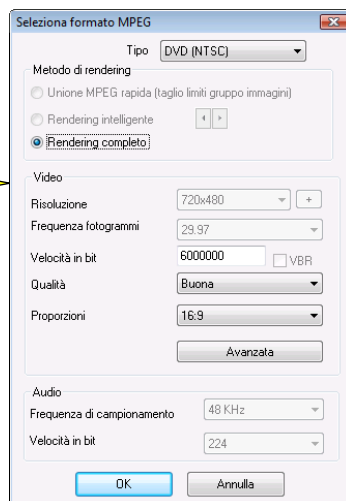 Seleziona formato MPEG
Tipo DVD (NTSC)
Metodo di rendering
Unione MPEG rapida (taglio limiti gruppo immagini)
Rendering intelligente
Rendering completo
Video
Risoluzione 720x480 +
Frequenza fotogrammi 29.97
Velocità in bit 6000000 VBR
Qualità Buona
Proporzioni 16:9
Avanzata
Audio
Frequenza di campionamento 48 KHz
Velocità in bit 224
OK Annulla